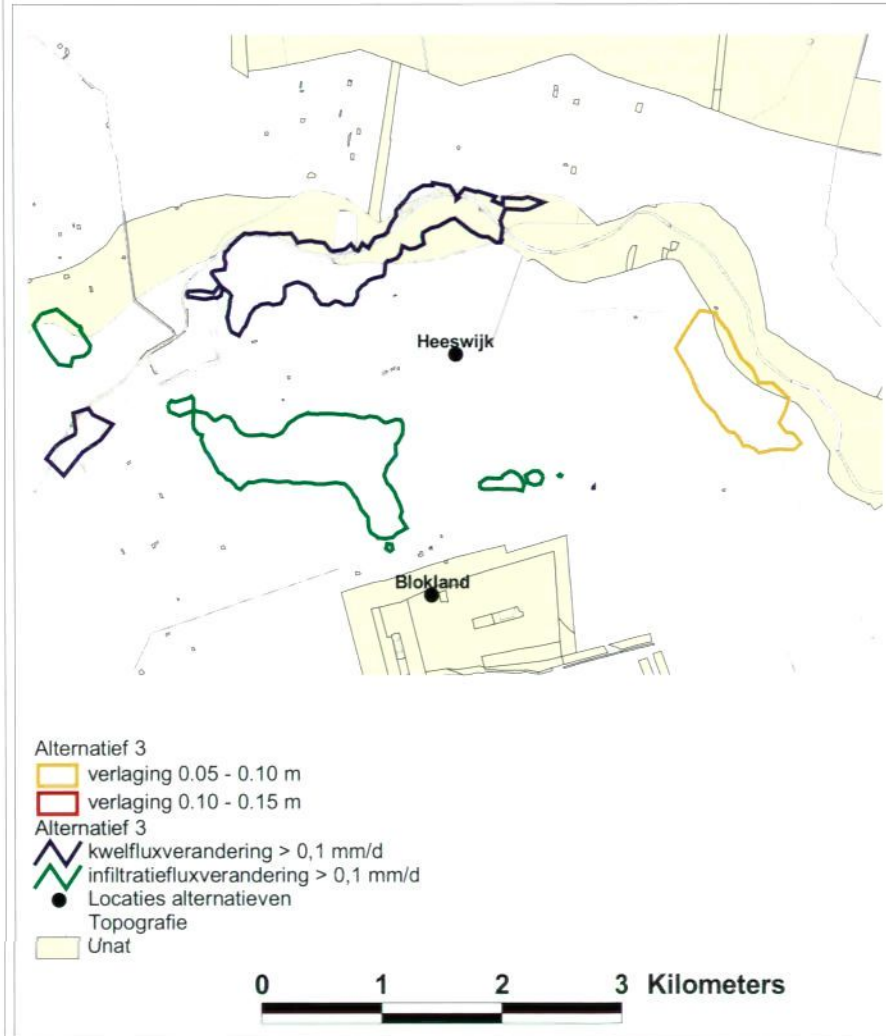 Heeswijk
Blokland
Alternatief 3
verlaging 0.05 - 0.10 m
verlaging 0.10 - 0.15 m
Alternatief 3
kwelfluxverandering > 0,1 mm/d
infiltratiefluxverandering > 0,1 mm/d
Locaties alternatieven
Topografie
Unat
0 1 2 3 Kilometers